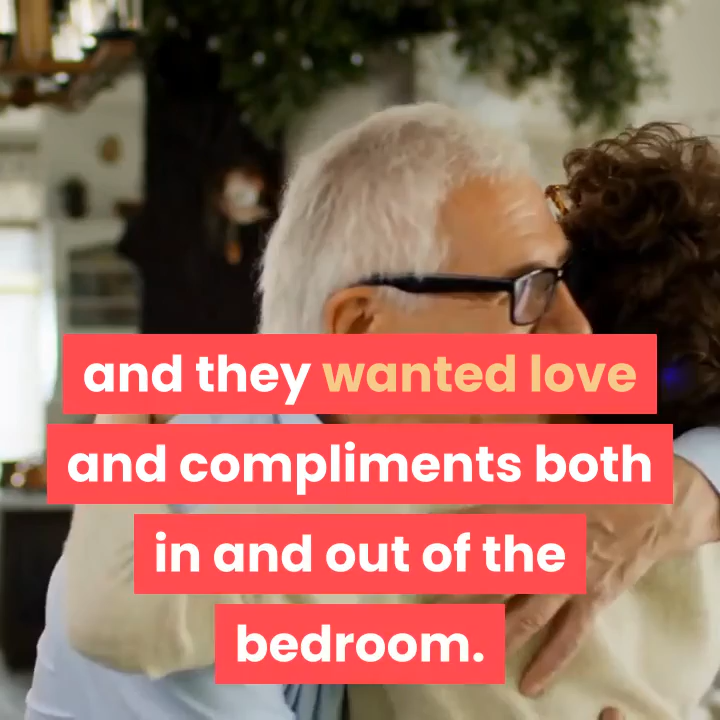 and they wanted love
and compliments both
in and out of the
bedroom.